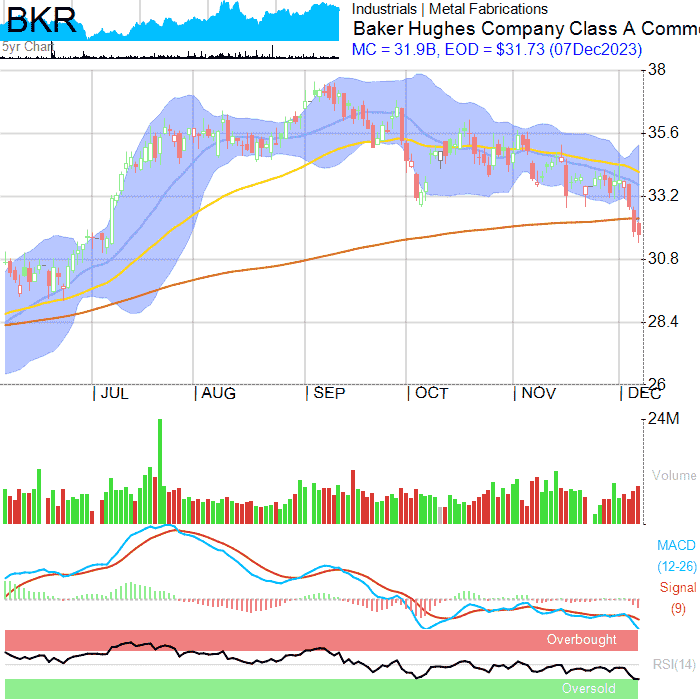 BKR
5yr Chart
Industrials | Metal Fabrications
Baker Hughes Company Class A Comm
MC = 31.9B, EOD = $31.73 (07Dec2023)
38
35.6
33.2
30.8
28.4
26
JUL
AUG
SEP
OCT
NOV
DEC
24M
Volume
MACD
(12-26)
Signal
(9)
Overbought
RSI(14)
Oversold